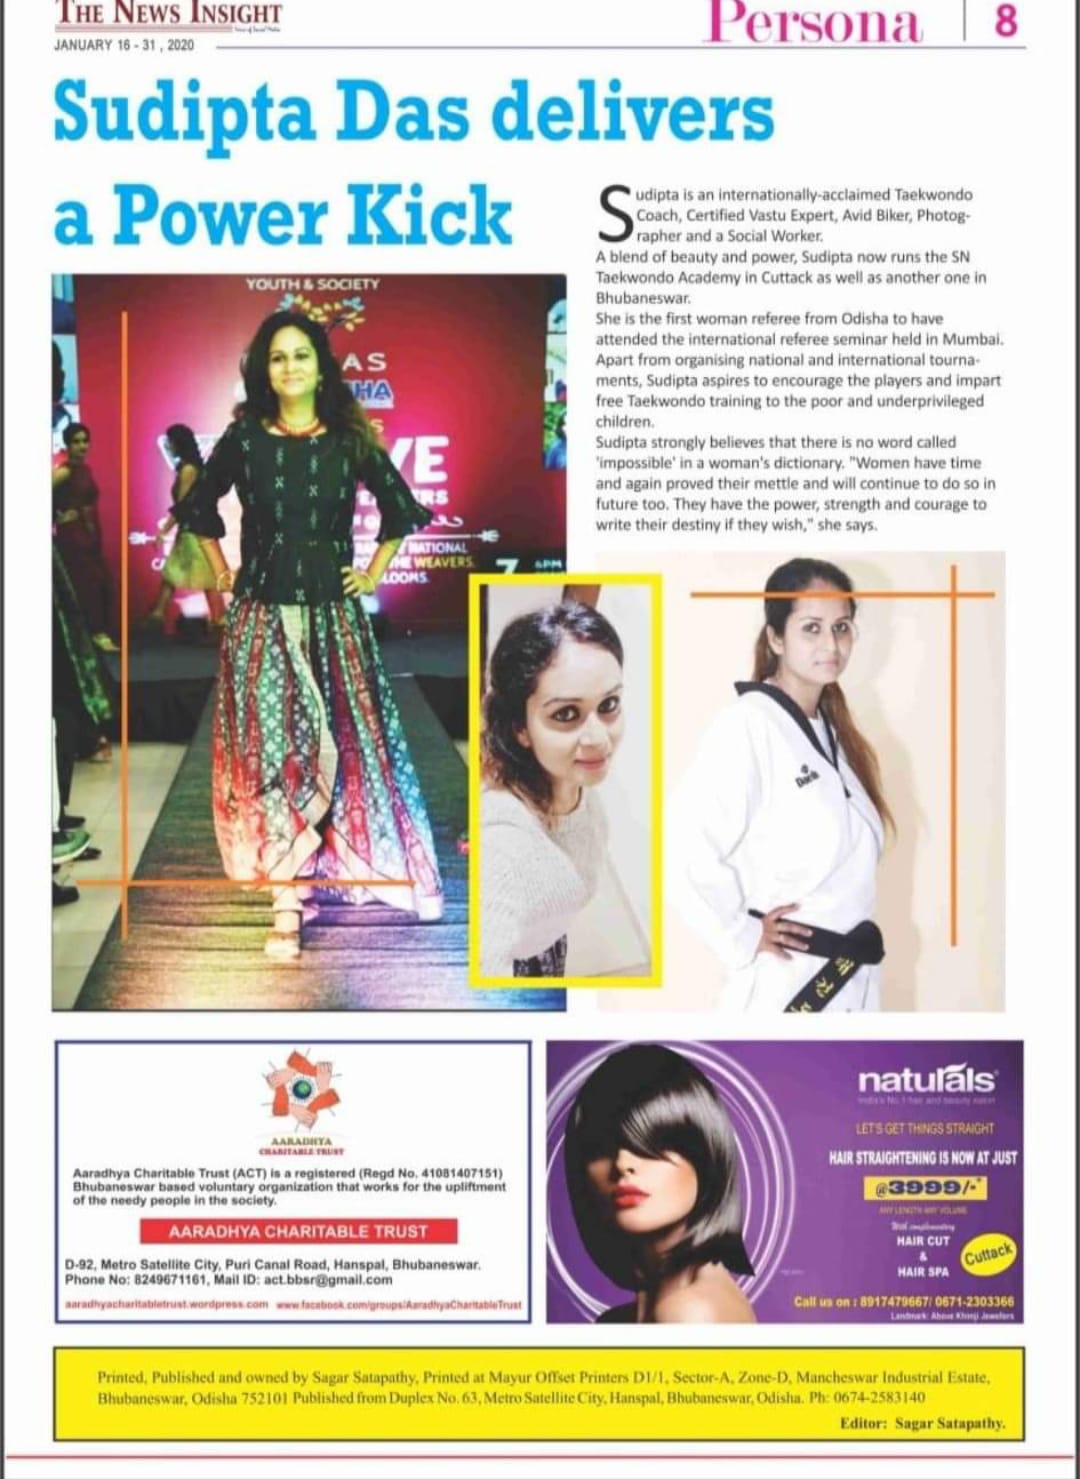 THE NEWS INSIGHT
JANUARY 16 - 31 , 2020
Persona
8
Sudipta Das delivers
a Power Kick
Sudipta is an internationally-acclaimed Taekwondo
Coach, Certified Vastu Expert, Avid Biker, Photog-
rapher and a Social Worker.
A blend of beauty and power, Sudipta now runs the SN
Taekwondo Academy in Cuttack as well as another one in
Bhubaneswar.
She is the first woman referee from Odisha to have
attended the international referee seminar held in Mumbai.
Apart from organising national and international tourna-
ments, Sudipta aspires to encourage the players and impart
free Taekwondo training to the poor and underprivileged
children.
Sudipta strongly believes that there is no word called
'impossible' in a woman's dictionary. "Women have time
and again proved their mettle and will continue to do so in
future too. They have the power, strength and courage to
write their destiny if they wish," she says.
YOUTH & SOCIETY
NATIONAL
WEAVERS
6PM
AARADHYA
CHARITABLE TRUST
Aaradhya Charitable Trust (ACT) is a registered (Regd No. 41081407151)
Bhubaneswar based voluntary organization that works for the upliftment
of the needy people in the society.
AARADHYA CHARITABLE TRUST
D-92, Metro Satellite City, Puri Canal Road, Hanspal, Bhubaneswar.
Phone No: 8249671161, Mail ID: act.bbsr@gmail.com
aaradhyacharitabletrust.wordpress.com www.facebook.com/groups/AaradhyaCharitableTrust
naturals
India's No.1 hair and beauty salon
LET'S GET THINGS STRAIGHT
HAIR STRAIGHTENING IS NOW AT JUST
@3999/-*
ANY LENGTH ANY VOLUME
With complimentary
HAIR CUT
&
HAIR SPA
Cuttack
Call us on : 8917479667/ 0671-2303366
Landmark: Above Khimji Jewellers
Printed, Published and owned by Sagar Satapathy, Printed at Mayur Offset Printers D1/1, Sector-A, Zone-D, Mancheswar Industrial Estate,
Bhubaneswar, Odisha 752101 Published from Duplex No. 63, Metro Satellite City, Hanspal, Bhubaneswar, Odisha. Ph: 0674-2583140
Editor: Sagar Satapathy.